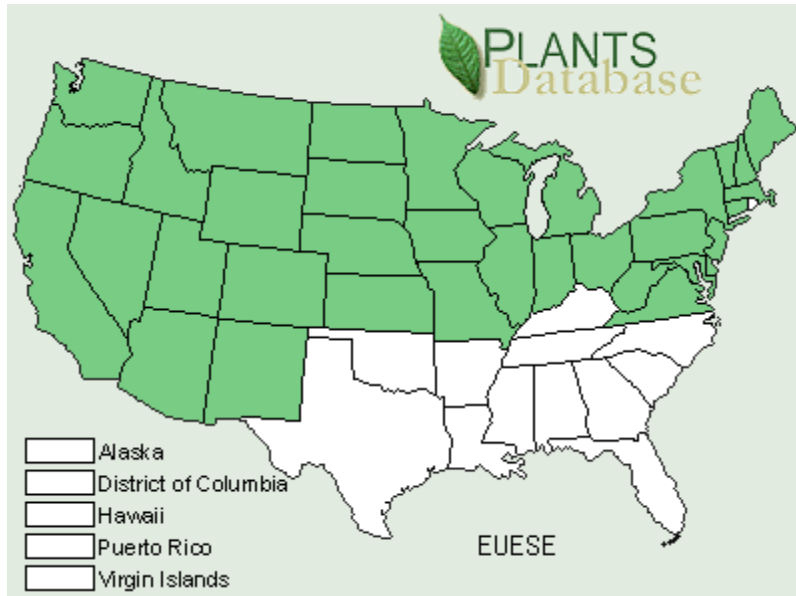 PLANTS
Database
Alaska
District of Columbia
Hawaii
Puerto Rico
Virgin Islands
EUESE